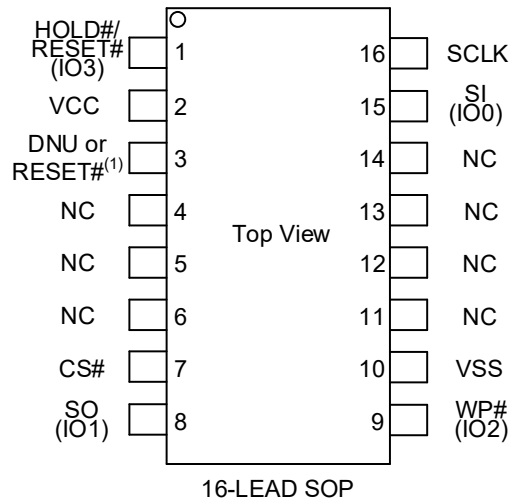 HOLD#/
RESET#
(IO3)
1
16
SCLK
VCC
2
15
SI
(IO0)
DNU or
RESET#(1)
3
14
NC
NC
4
13
NC
Top View
NC
5
12
NC
NC
6
11
NC
CS#
7
10
VSS
SO
(IO1)
8
9
WP#
(IO2)
16-LEAD SOP